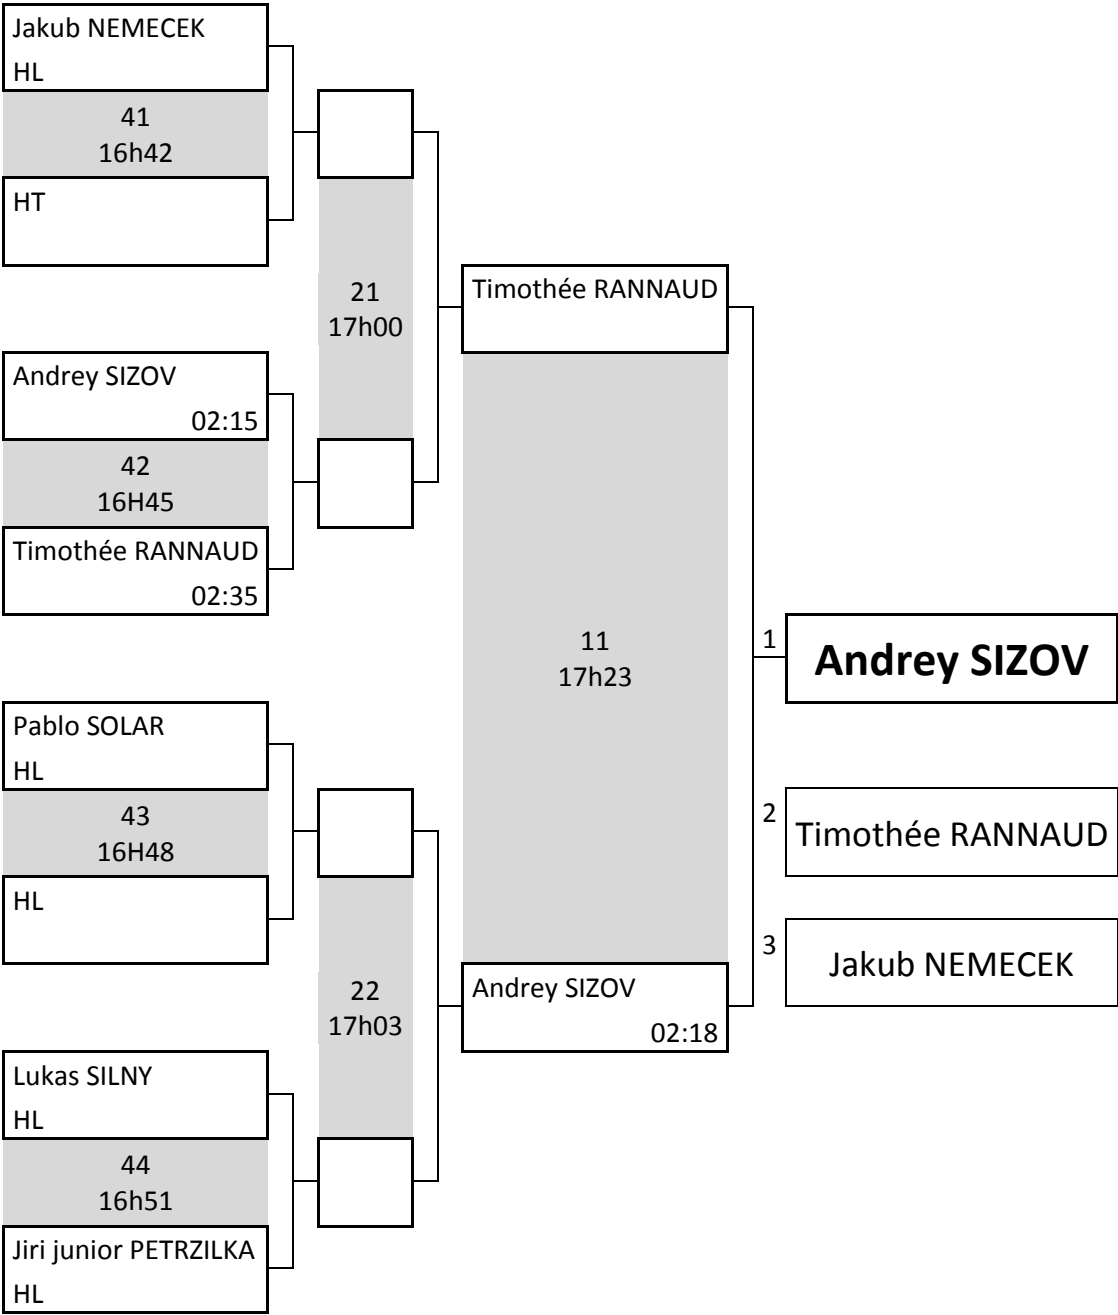 Jakub NEMECEK
HL
41
16h42
HT
Andrey SIZOV
02:15
42
16H45
Timothée RANNAUD
02:35
Pablo SOLAR
HL
43
16H48
HL
Lukas SILNY
HL
44
16h51
Jiri junior PETRZILKA
HL
21
17h00
22
17h03
Timothée RANNAUD
11
17h23
Andrey SIZOV
02:18
1
Andrey SIZOV
2
Timothée RANNAUD
3
Jakub NEMECEK